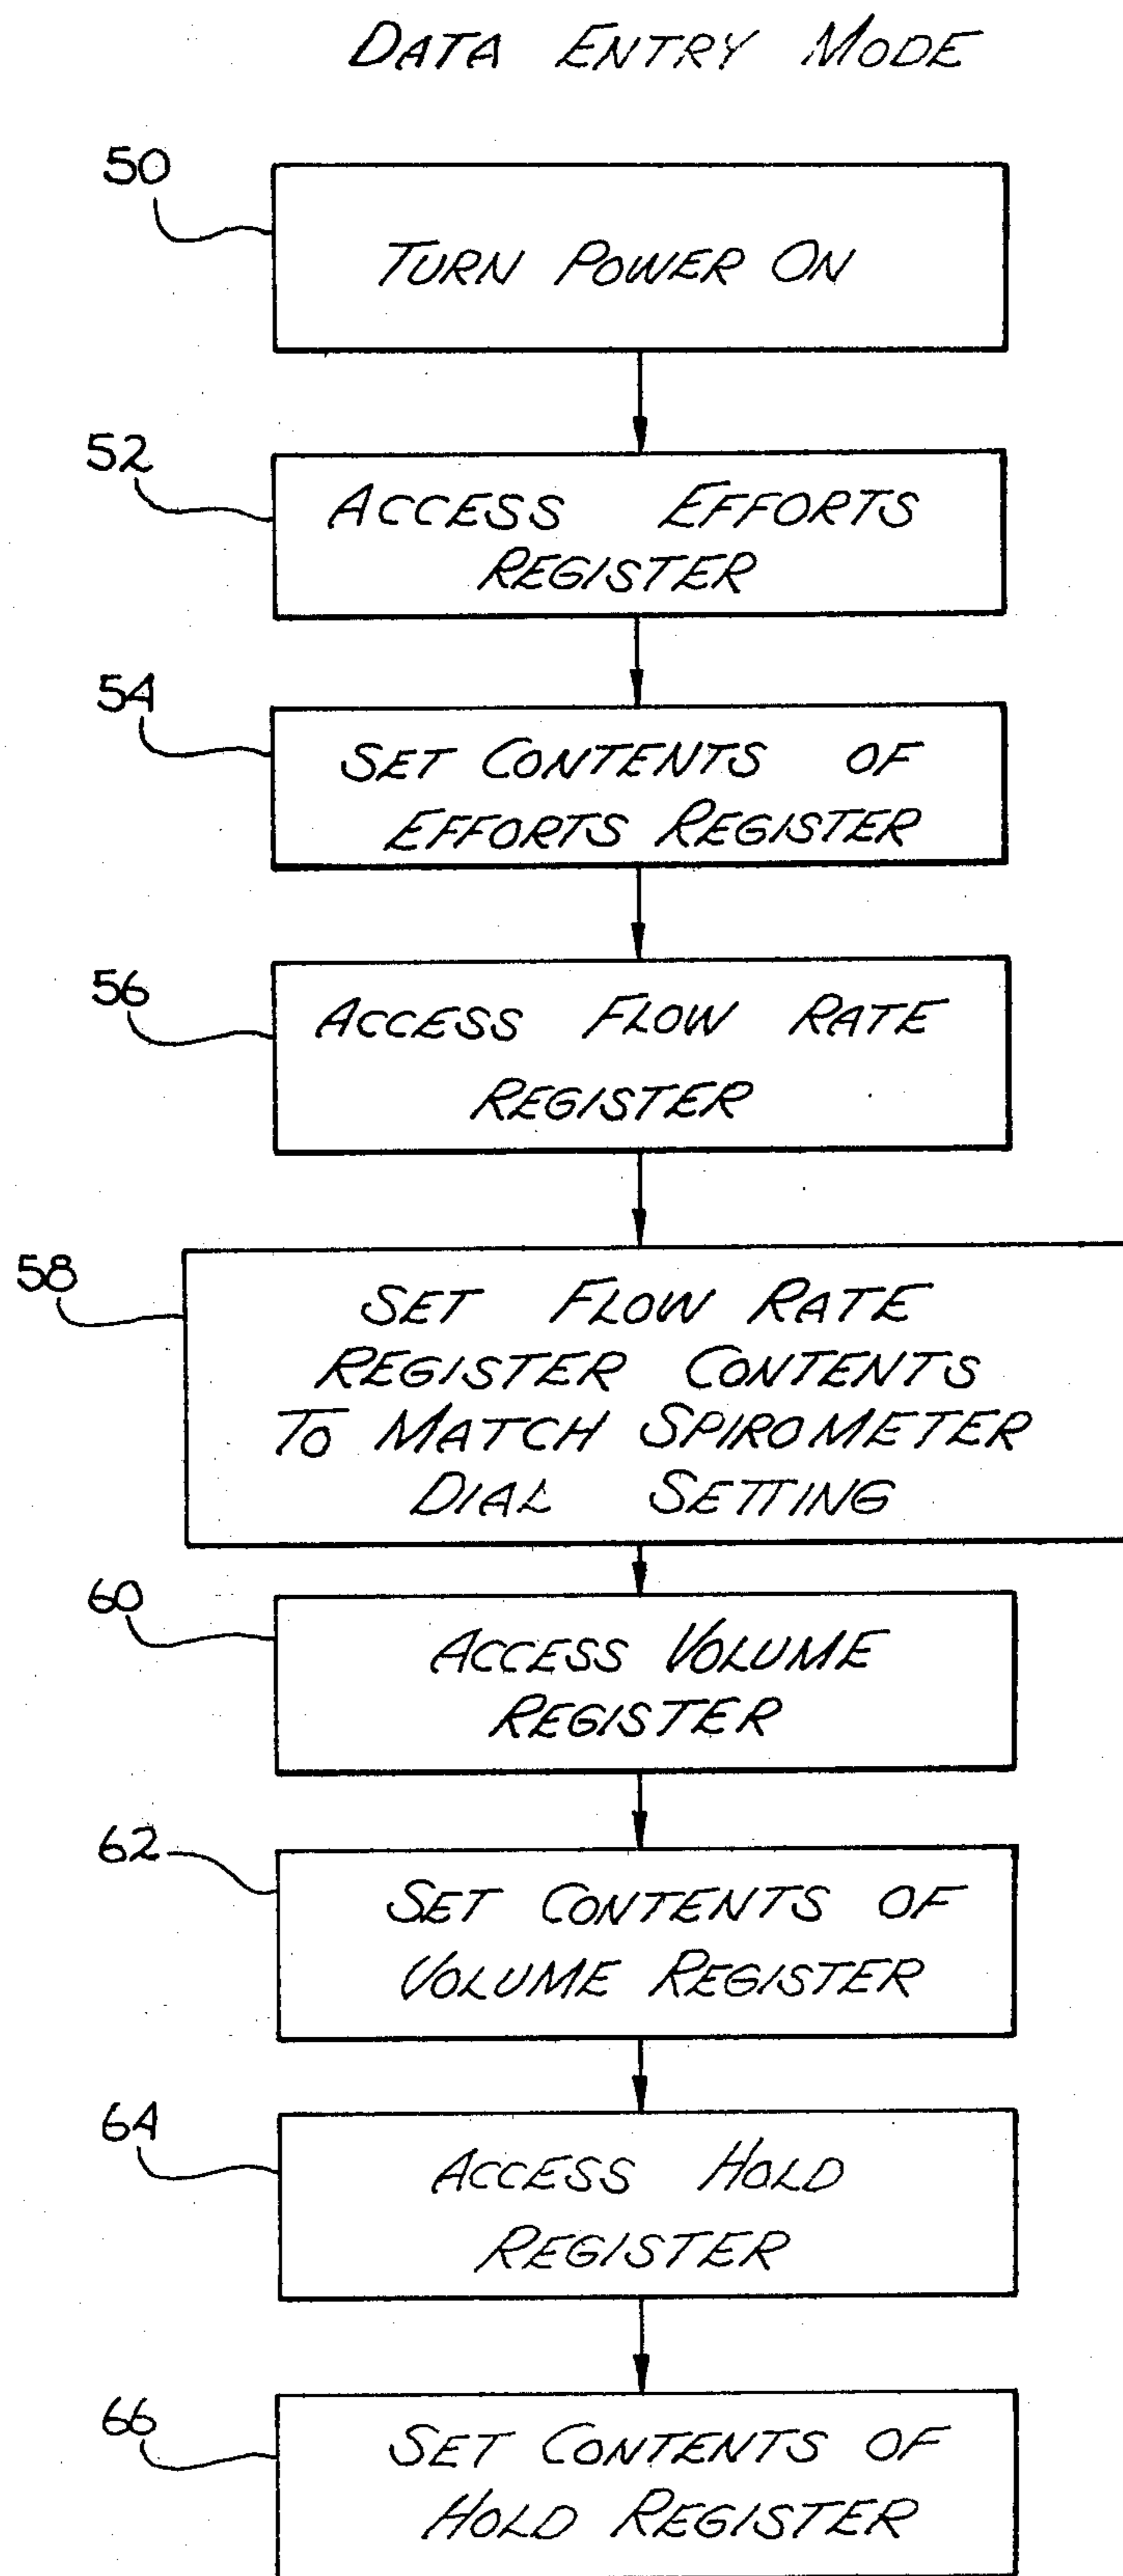 DATA ENTRY MODE
50
TURN POWER ON
52
ACCESS EFFORTS
REGISTER
54
SET CONTENTS OF
EFFORTS REGISTER
56
ACCESS FLOW RATE
REGISTER
58
SET FLOW RATE
REGISTER CONTENTS
TO MATCH SPIROMETER
DIAL SETTING
60
ACCESS VOLUME
REGISTER
62
SET CONTENTS OF
VOLUME REGISTER
64
ACCESS HOLD
REGISTER
66
SET CONTENTS OF
HOLD REGISTER